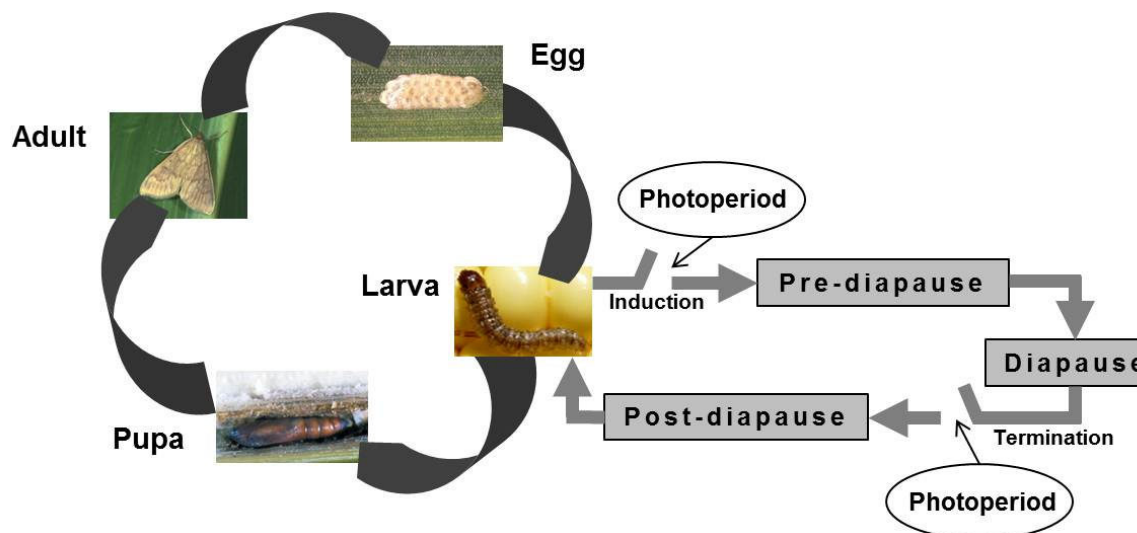 Egg
Adult
Photoperiod
Larva
Induction
Pre-diapause
Diapause
Post-diapause
Termination
Pupa
Photoperiod